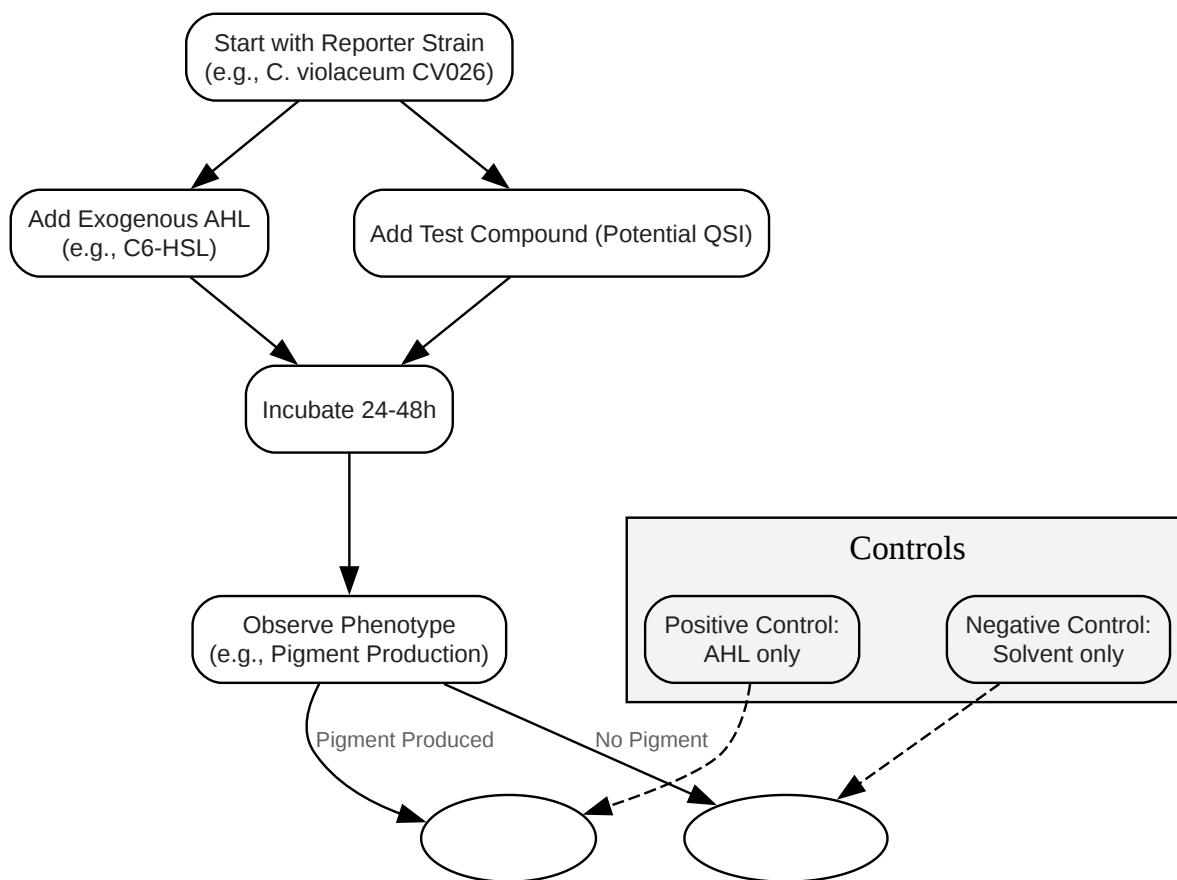 Start with Reporter Strain
(e.g., C. violaceum CV026)
Add Exogenous AHL
(e.g., C6-HSL)
Add Test Compound (Potential QSI)
Incubate 24-48h
Controls
Observe Phenotype
(e.g., Pigment Production)
Positive Control:
AHL only
Negative Control:
Solvent only
Pigment Produced
No Pigment